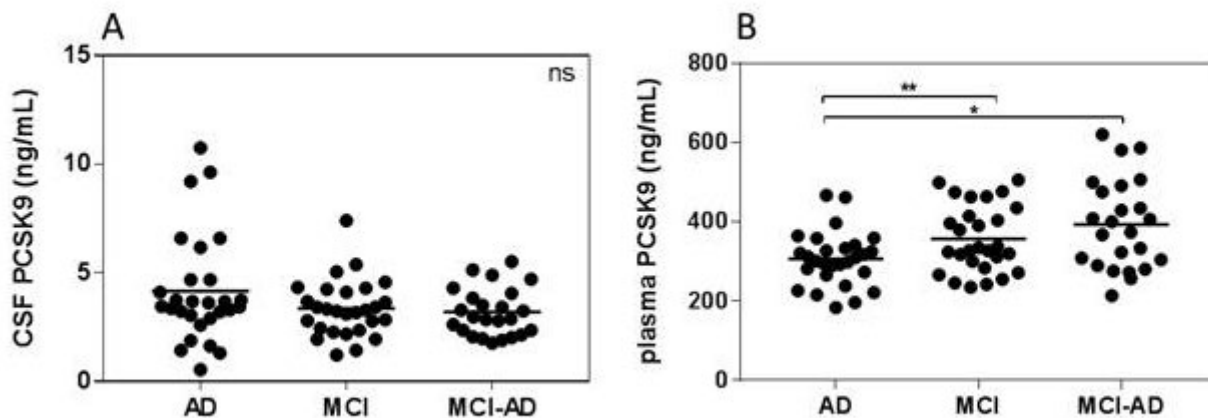 A
CSF PCSK9 (ng/mL)
15
10
5
0
ns
AD MCI MCI-AD
B
plasma PCSK9 (ng/mL)
800
600
400
200
0
**
*
AD MCI MCI-AD